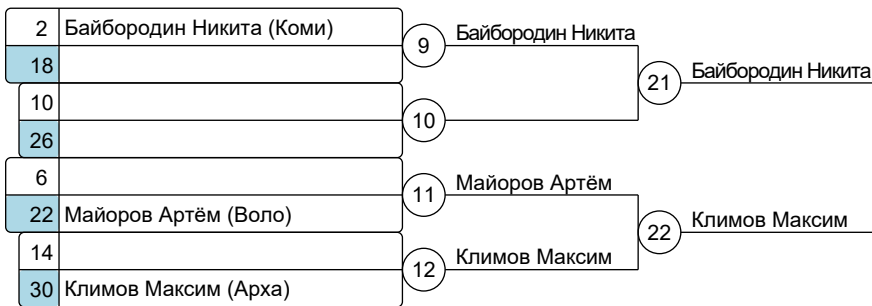 2 Байбородин Никита (Коми)
18
9 Байбородин Никита
10
26
10
21 Байбородин Никита
6
22 Майоров Артём (Воло)
11 Майоров Артём
14
30 Климов Максим (Арха)
12 Климов Максим
22 Климов Максим